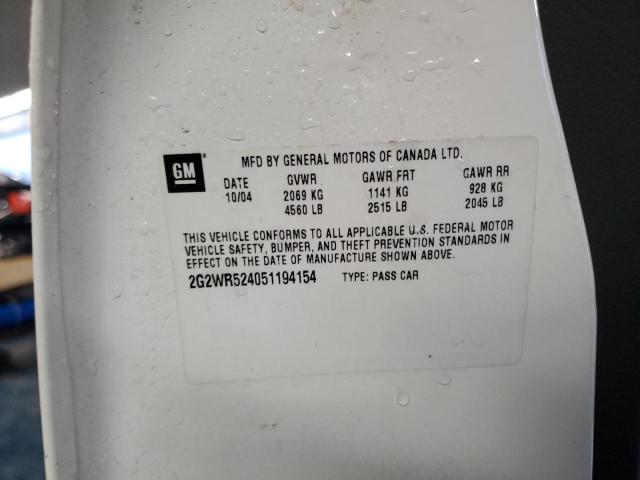 GM
MFD BY GENERAL MOTORS OF CANADA LTD.
DATE GVWR GAWR FRT GAWR RR
10/04 2069 KG 1141 KG 928 KG
4560 LB 2515 LB 2045 LB
THIS VEHICLE CONFORMS TO ALL APPLICABLE U.S. FEDERAL MOTOR
VEHICLE SAFETY, BUMPER, AND THEFT PREVENTION STANDARDS IN
EFFECT ON THE DATE OF MANUFACTURE SHOWN ABOVE.
2G2WR524051194154 TYPE: PASS CAR